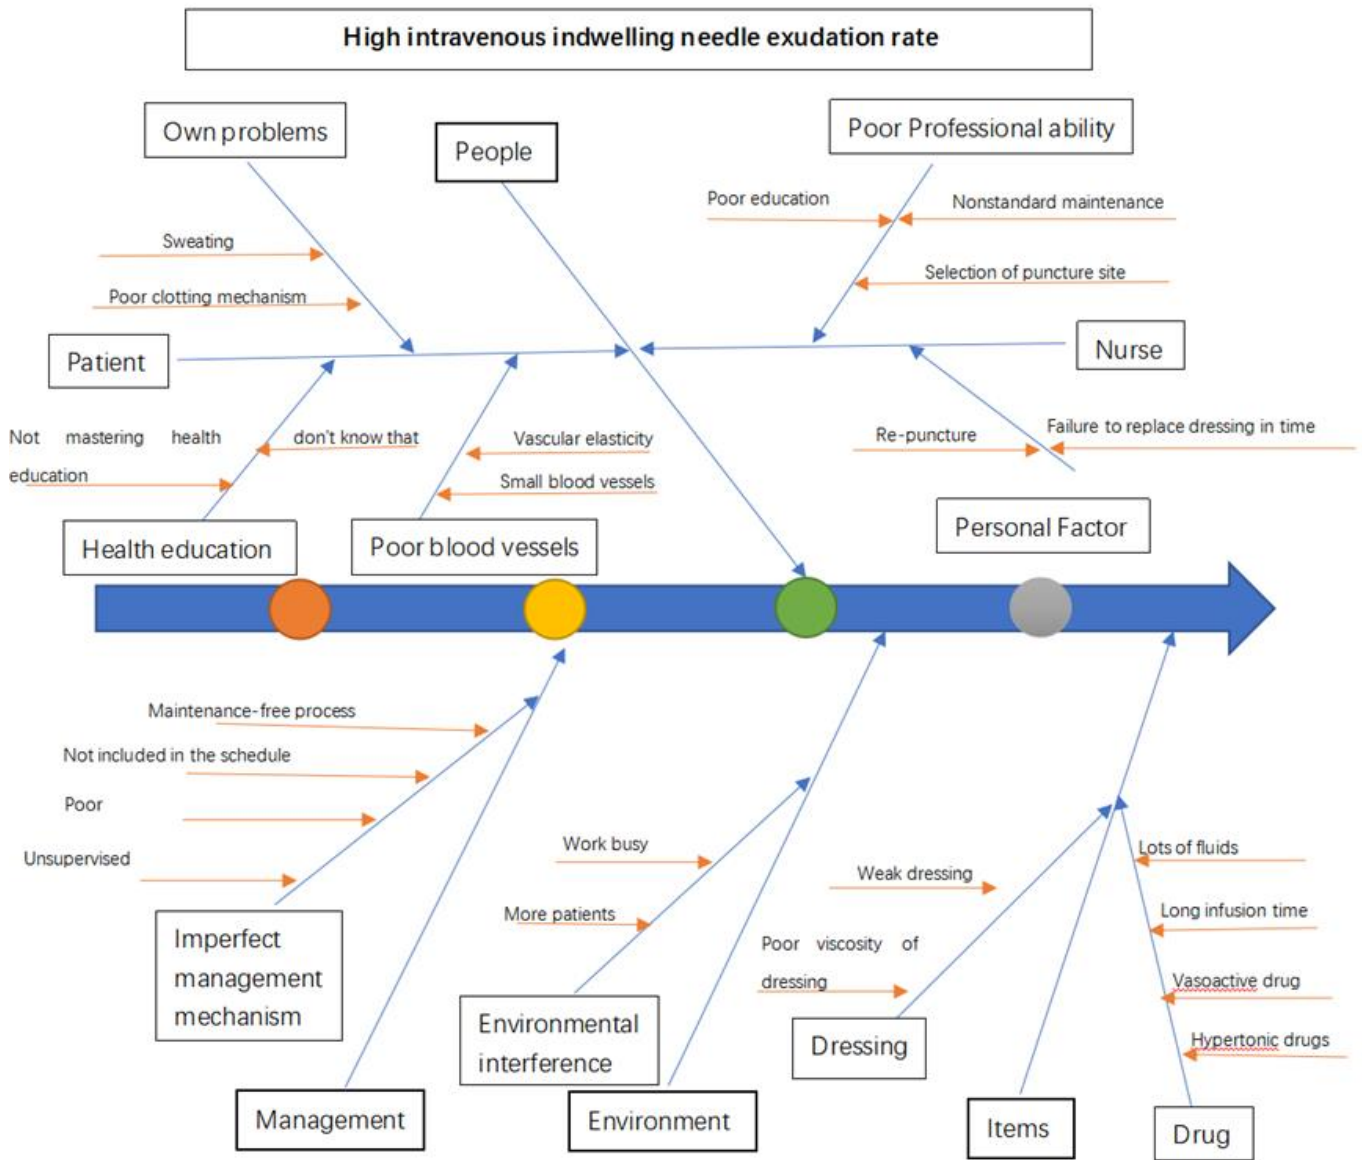 High intravenous indwelling needle exudation rate
Own problems
People
Poor Professional ability
Poor education
Nonstandard maintenance
Sweating
Selection of puncture site
Poor clotting mechanism
Patient
Nurse
Not mastering health
education
don't know that
Vascular elasticity
Small blood vessels
Re-puncture
Failure to replace dressing in time
Health education
Poor blood vessels
Personal Factor
Maintenance-free process
Not included in the schedule
Poor
Unsupervised
Work busy
More patients
Weak dressing
Poor viscosity of
dressing
Lots of fluids
Long infusion time
Vasoactive drug
Hypertonic drugs
Imperfect
management
mechanism
Environmental
interference
Dressing
Management
Environment
Items
Drug